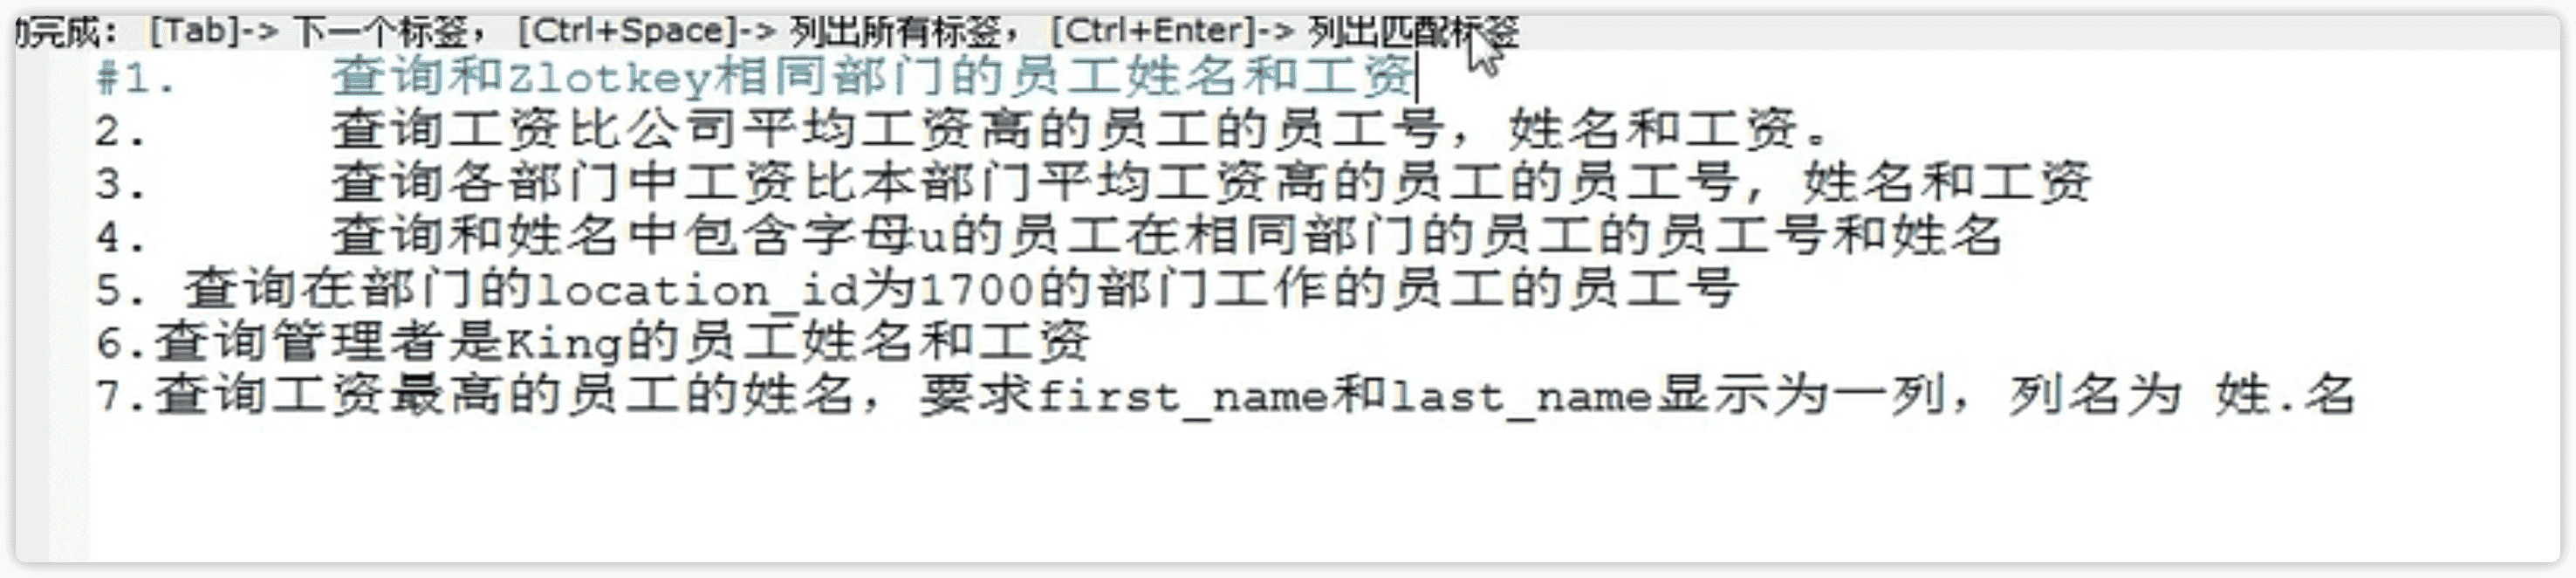 动完成: [Tab]-> 下一个标签， [Ctrl+Space]-> 列出所有标签， [Ctrl+Enter]-> 列出匹配标签
#1. 查询和Zlotkey相同部门的员工姓名和工资
2. 查询工资比公司平均工资高的员工的员工号，姓名和工资。
3. 查询各部门中工资比本部门平均工资高的员工的员工号, 姓名和工资
4. 查询和姓名中包含字母u的员工在相同部门的员工的员工号和姓名
5. 查询在部门的location_id为1700的部门工作的员工的员工号
6.查询管理者是King的员工姓名和工资
7.查询工资最高的员工的姓名，要求first_name和last_name显示为一列，列名为 姓.名